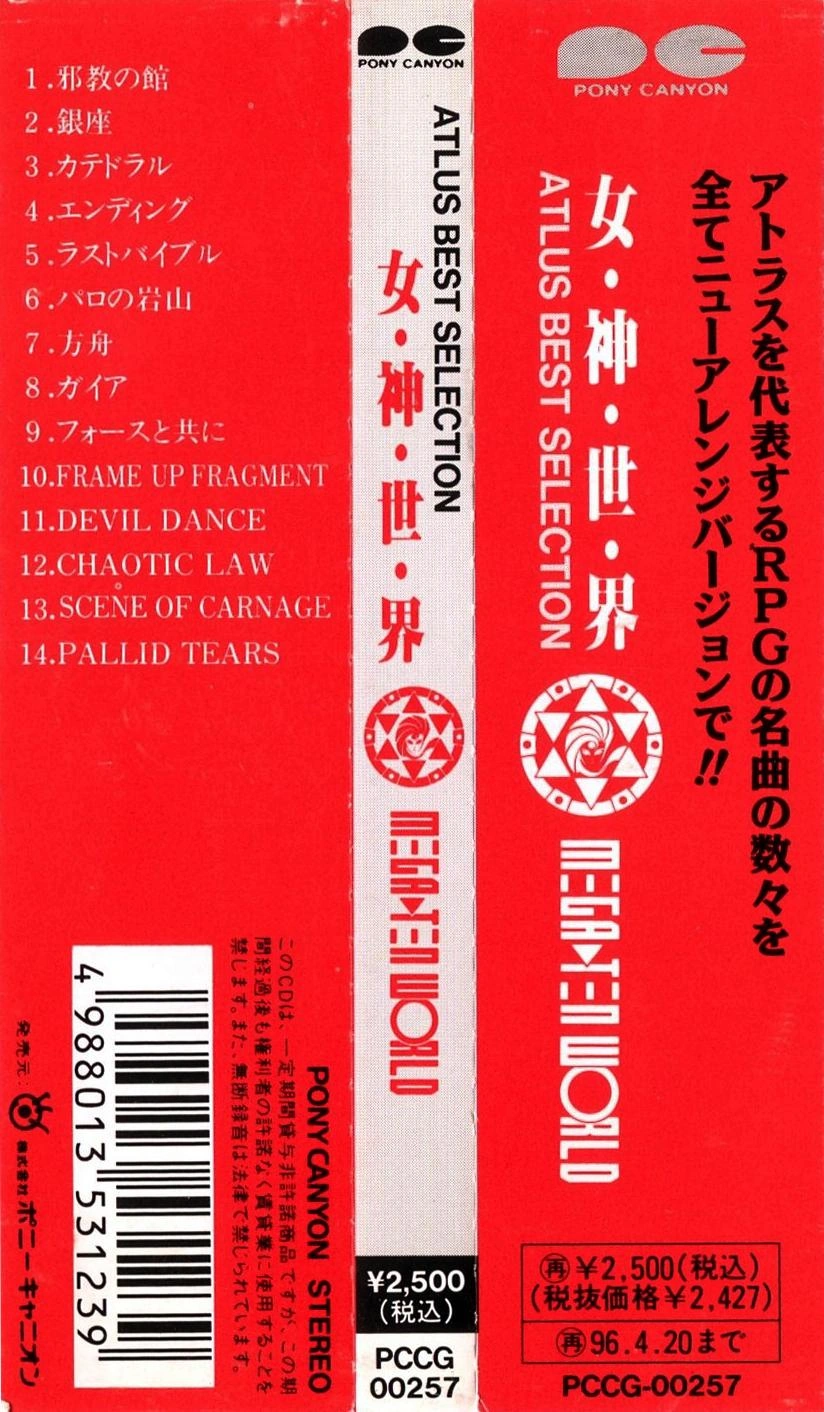 1.邪教の館
2.銀座
3.カテドラル
4.エンディング
5.ラストバイブル
6.パロの岩山
7.方舟
8.ガイア
9.フォースと共に
10.FRAME UP FRAGMENT
11.DEVIL DANCE
12.CHAOTIC LAW
13.SCENE OF CARNAGE
14.PALLID TEARS
PONY CANYON STEREO
このCDは、一定期間貸与非許諾商品ですが、この期
間経過後も権利者の許諾なく賃貸業に使用することを
禁じます。また、無断録音は法律で禁じられています。
4 988013 531239
発売元:株式会社ポニーキャニオン
PONY CANYON
ATLUS BEST SELECTION
女・神・世・界
MEGA TEN WORLD
¥2,500
(税込)
PCCG
00257
PONY CANYON
アトラスを代表するRPGの名曲の数々を
全てニューアレンジバージョンで!!
女・神・世・界
ATLUS BEST SELECTION
MEGA TEN WORLD
再¥2,500(税込)
(税抜価格¥2,427)
再96.4.20まで
PCCG-00257